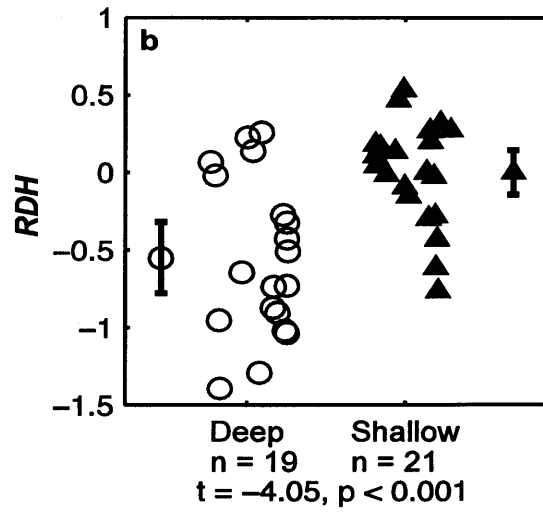 1
b
0.5
0
RDH
−0.5
−1
−1.5
Deep Shallow
n = 19 n = 21
t = −4.05, p < 0.001